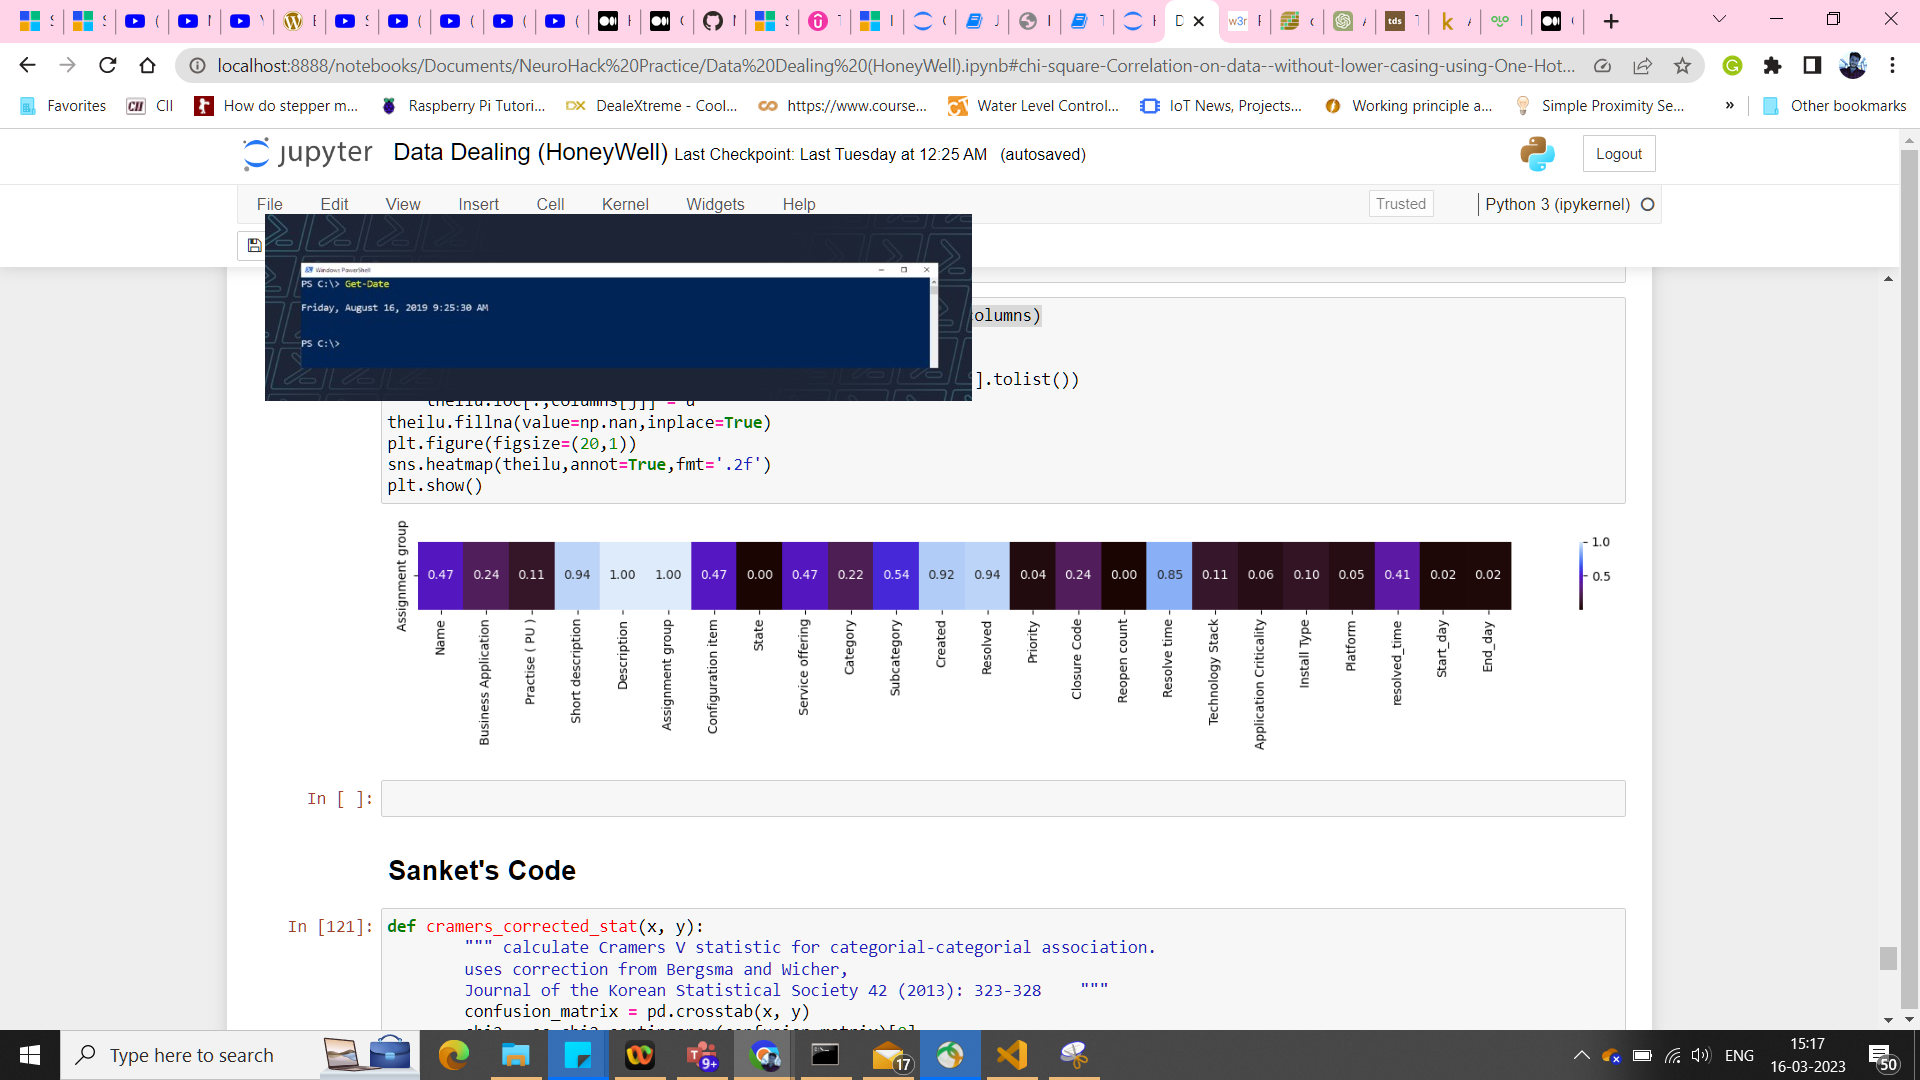 localhost:8888/notebooks/Documents/NeuroHack%20Practice/Data%20Dealing%20(HoneyWell).ipynb#chi-square-Correlation-on-data--without-lower-casing-using-One-Hot...
Favorites CII How do stepper m... Raspberry Pi Tutori... DX DealeXtreme - Cool... https://www.course... Water Level Control... IoT News, Projects... Working principle a... Simple Proximity Se... » Other bookmarks
jupyter Data Dealing (HoneyWell) Last Checkpoint: Last Tuesday at 12:25 AM (autosaved) Logout
File Edit View Insert Cell Kernel Widgets Help Trusted Python 3 (ipykernel)
Windows PowerShell
PS C:\> Get-Date
Friday, August 16, 2019 9:25:30 AM
PS C:\>
olumns)
].tolist())
theilu.loc[:,columns[j]] = u
theilu.fillna(value=np.nan,inplace=True)
plt.figure(figsize=(20,1))
sns.heatmap(theilu,annot=True,fmt='.2f')
plt.show()
Assignment group
0.47 0.24 0.11 0.94 1.00 1.00 0.47 0.00 0.47 0.22 0.54 0.92 0.94 0.04 0.24 0.00 0.85 0.11 0.06 0.10 0.05 0.41 0.02 0.02
1.0
0.5
Name
Business Application
Practise ( PU )
Short description
Description
Assignment group
Configuration item
State
Service offering
Category
Subcategory
Created
Resolved
Priority
Closure Code
Reopen count
Resolve time
Technology Stack
Application Criticality
Install Type
Platform
resolved_time
Start_day
End_day
In [ ]:
Sanket's Code
In [121]: def cramers_corrected_stat(x, y):
""" calculate Cramers V statistic for categorial-categorial association.
uses correction from Bergsma and Wicher,
Journal of the Korean Statistical Society 42 (2013): 323-328 """
confusion_matrix = pd.crosstab(x, y)
Type here to search 9+ 17 ENG 15:17
16-03-2023 50